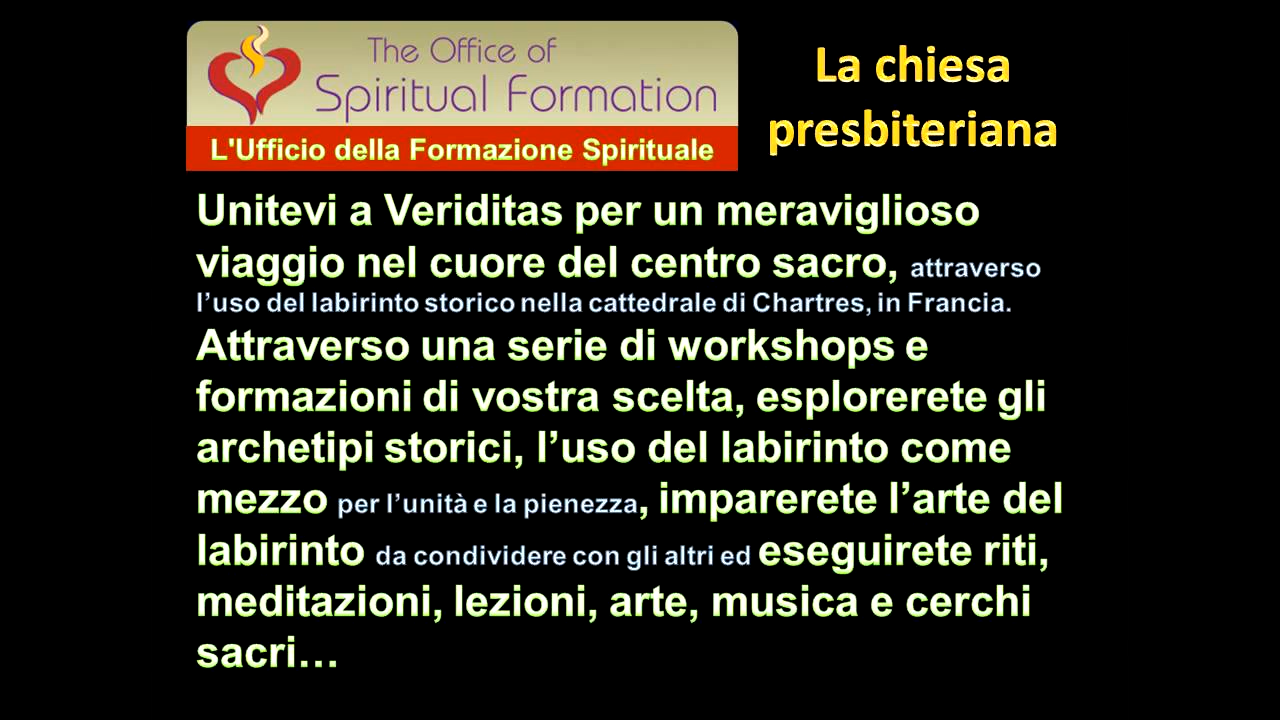 The Office of
Spiritual Formation
L'Ufficio della Formazione Spirituale
La chiesa
presbiteriana
Unitevi a Veriditas per un meraviglioso
viaggio nel cuore del centro sacro, attraverso
l’uso del labirinto storico nella cattedrale di Chartres, in Francia.
Attraverso una serie di workshops e
formazioni di vostra scelta, esplorerete gli
archetipi storici, l’uso del labirinto come
mezzo per l’unità e la pienezza, imparerete l’arte del
labirinto da condividere con gli altri ed eseguirete riti,
meditazioni, lezioni, arte, musica e cerchi
sacri…